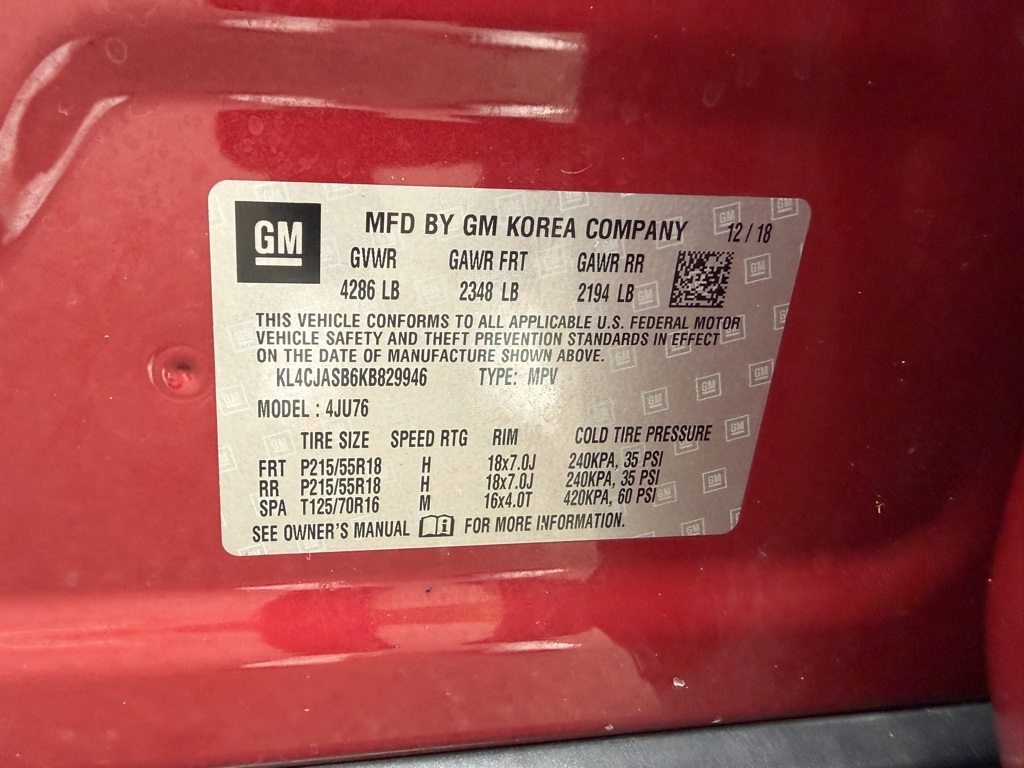 GM
MFD BY GM KOREA COMPANY 12 / 18
GVWR GAWR FRT GAWR RR
4286 LB 2348 LB 2194 LB
THIS VEHICLE CONFORMS TO ALL APPLICABLE U.S. FEDERAL MOTOR
VEHICLE SAFETY AND THEFT PREVENTION STANDARDS IN EFFECT
ON THE DATE OF MANUFACTURE SHOWN ABOVE.
KL4CJASB6KB829946 TYPE: MPV
MODEL : 4JU76
TIRE SIZE SPEED RTG RIM COLD TIRE PRESSURE
FRT P215/55R18 H 18x7.0J 240KPA, 35 PSI
RR P215/55R18 H 18x7.0J 240KPA, 35 PSI
SPA T125/70R16 M 16x4.0T 420KPA, 60 PSI
SEE OWNER'S MANUAL FOR MORE INFORMATION.